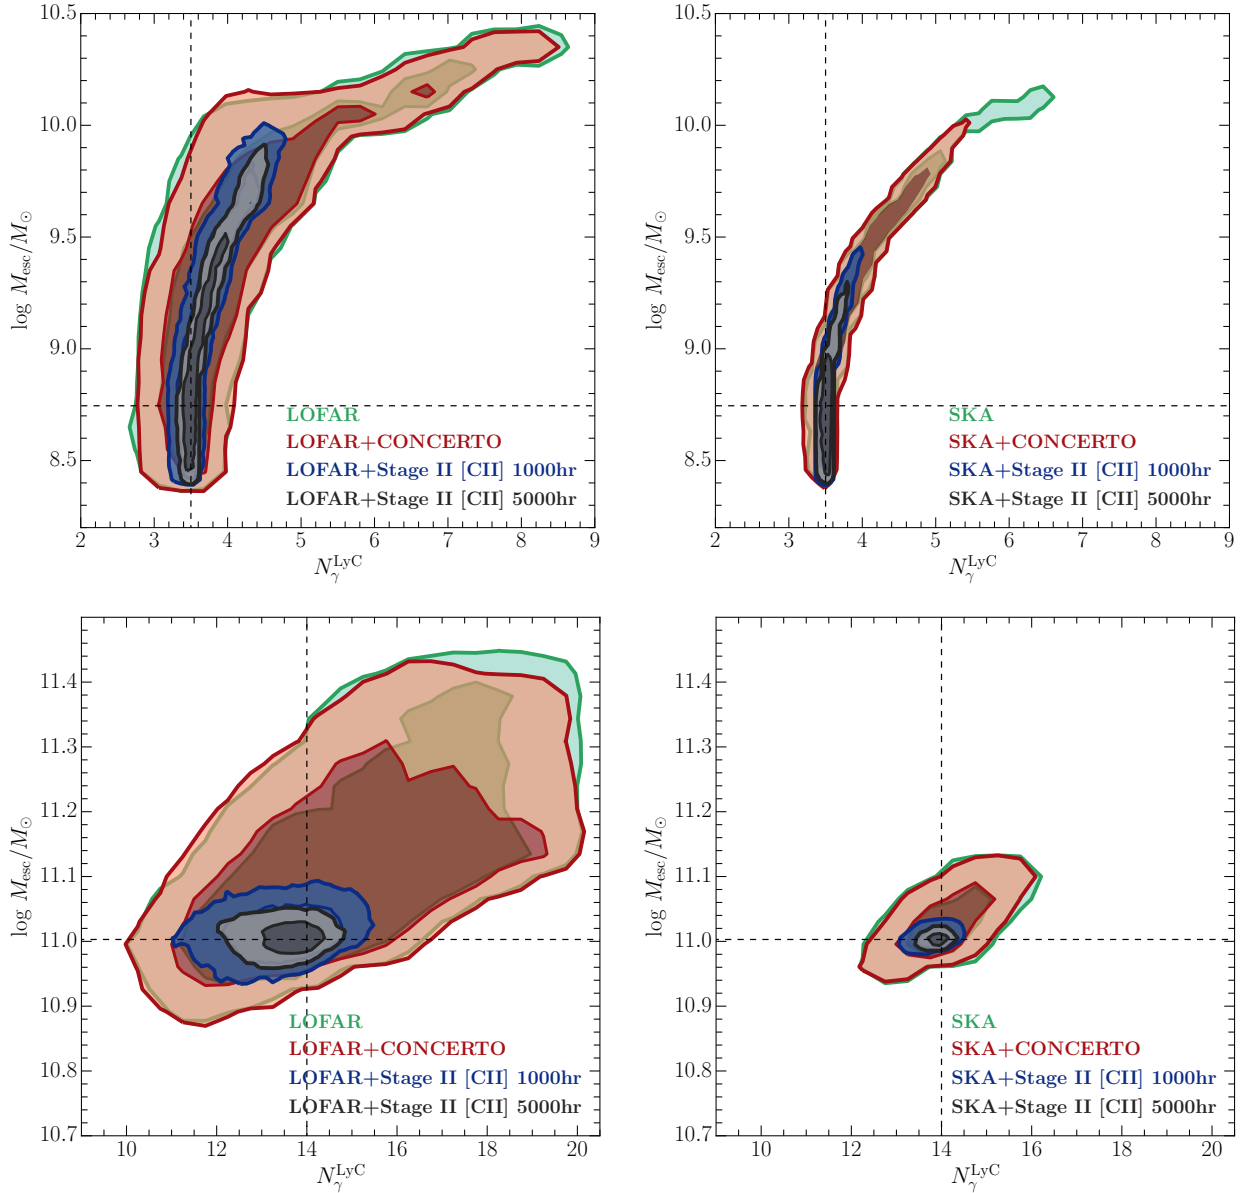 10.5
10.0
9.5
9.0
8.5
log M_esc/M_⊙
LOFAR
LOFAR+CONCERTO
LOFAR+Stage II [CII] 1000hr
LOFAR+Stage II [CII] 5000hr
2 3 4 5 6 7 8 9
N_γ^LyC
10.5
10.0
9.5
9.0
8.5
log M_esc/M_⊙
SKA
SKA+CONCERTO
SKA+Stage II [CII] 1000hr
SKA+Stage II [CII] 5000hr
2 3 4 5 6 7 8 9
N_γ^LyC
11.4
11.3
11.2
11.1
11.0
10.9
10.8
10.7
log M_esc/M_⊙
LOFAR
LOFAR+CONCERTO
LOFAR+Stage II [CII] 1000hr
LOFAR+Stage II [CII] 5000hr
10 12 14 16 18 20
N_γ^LyC
11.4
11.3
11.2
11.1
11.0
10.9
10.8
10.7
log M_esc/M_⊙
SKA
SKA+CONCERTO
SKA+Stage II [CII] 1000hr
SKA+Stage II [CII] 5000hr
10 12 14 16 18 20
N_γ^LyC